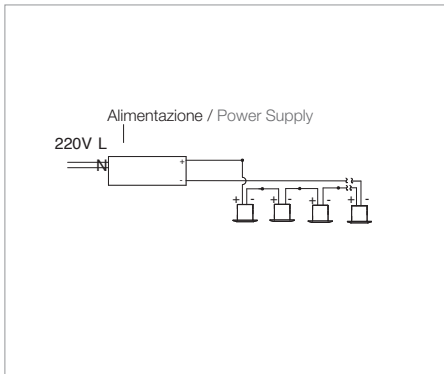 Alimentazione / Power Supply
220V L
N
+
-
+ - + - + - + -